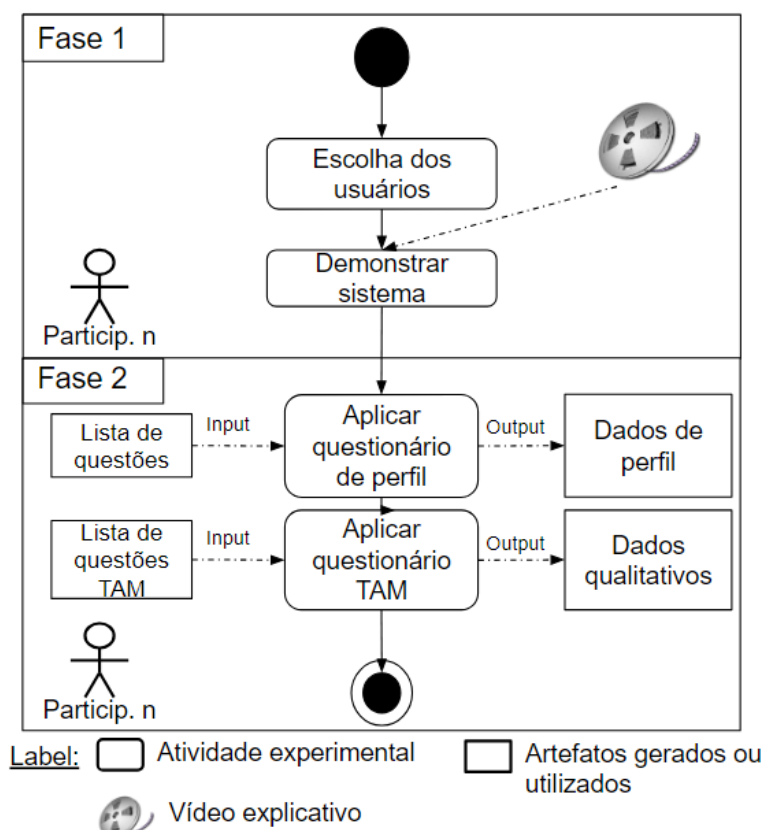 Fase 1
Escolha dos
usuários
Demonstrar
sistema
Particip. n
Fase 2
Lista de
questões
Input
Aplicar
questionário
de perfil
Output
Dados de
perfil
Lista de
questões
TAM
Input
Aplicar
questionário
TAM
Output
Dados
qualitativos
Particip. n
Label:
Atividade experimental
Artefatos gerados ou
utilizados
Vídeo explicativo